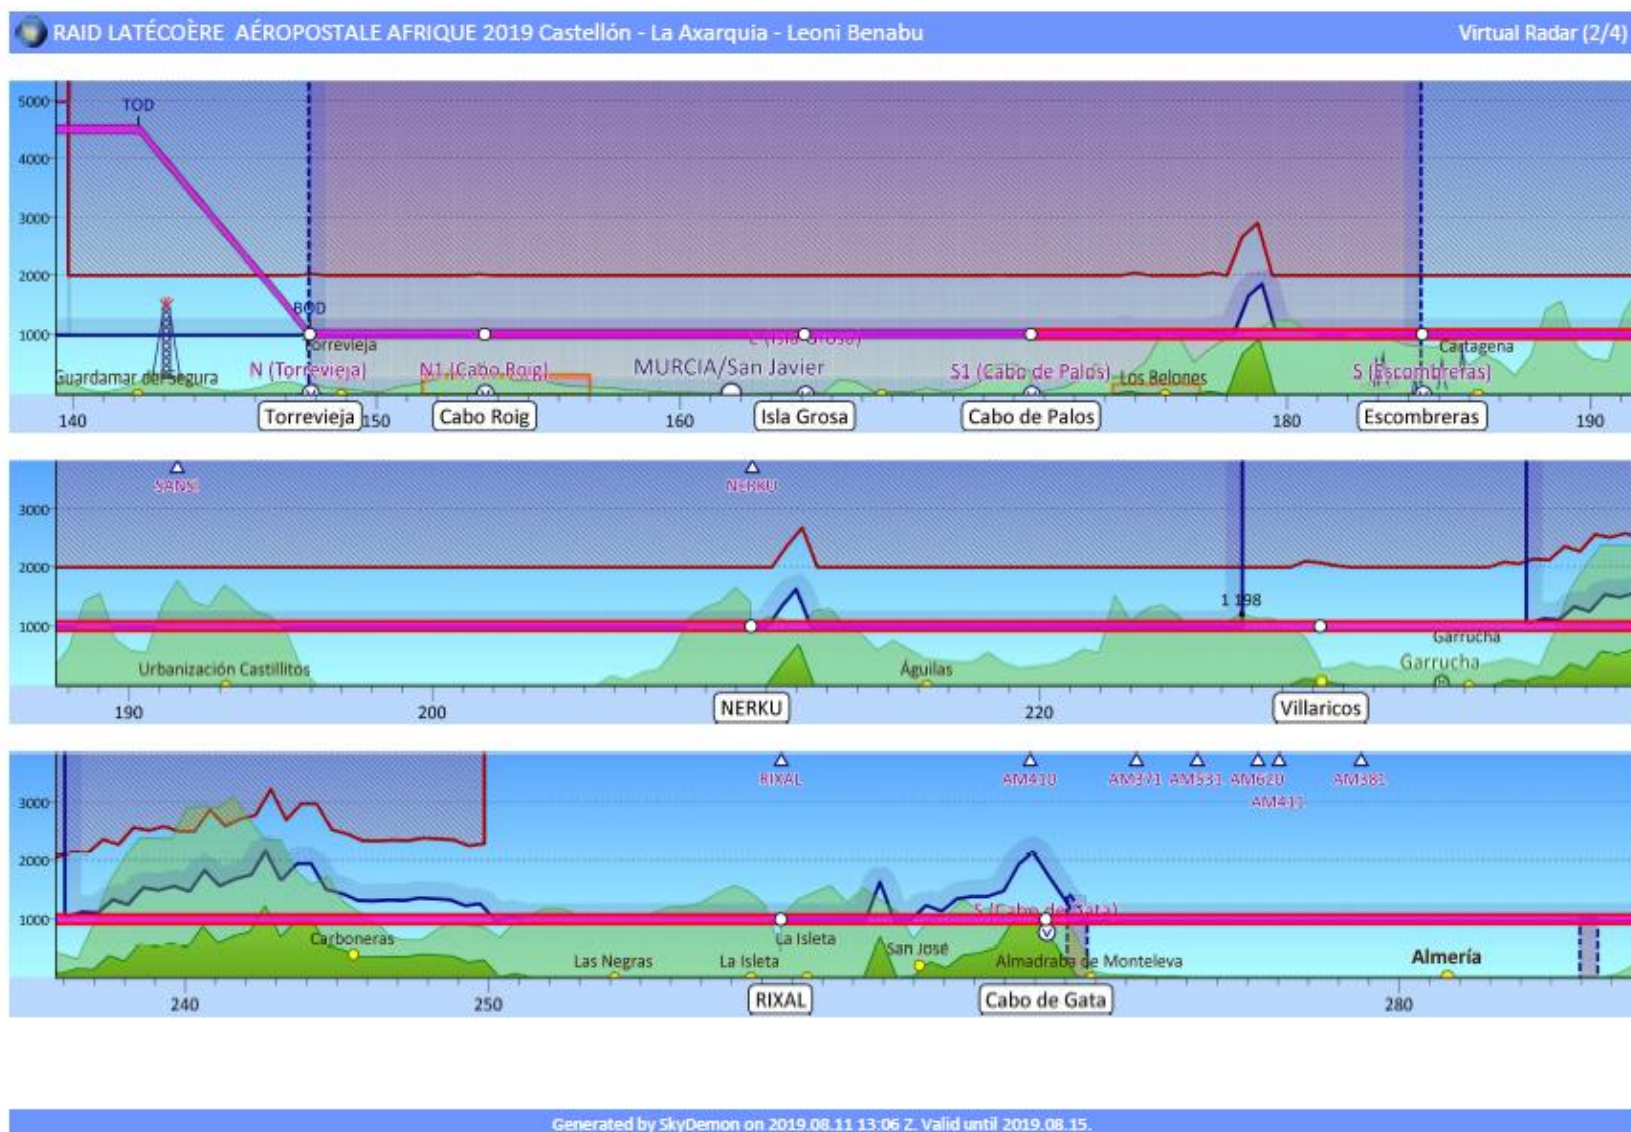 RAID LATÉCOÈRE AÉROPOSTALE AFRIQUE 2019 Castellón - La Axarquia - Leoni Benabu
Virtual Radar (2/4)
5000
TOD
4000
3000
2000
BOD
1000
Torrevieja
E (Isla Grosa)
Cartagena
Guardamar del Segura
N (Torrevieja)
N1 (Cabo Roig)
MURCIA/San Javier
S1 (Cabo de Palos)
Los Belones
S (Escombreras)
140
Torrevieja
150
Cabo Roig
160
Isla Grosa
Cabo de Palos
180
Escombreras
190
SANSI
NERKU
3000
2000
1 198
1000
Garrucha
Urbanización Castillitos
Águilas
Garrucha
190
200
NERKU
220
Villaricos
RIXAL
AM410
AM371
AM531
AM620
AM411
AM381
3000
2000
1000
S (Cabo de Gata)
Carboneras
La Isleta
San José
Las Negras
La Isleta
Almadraba de Monteleva
Almería
240
250
RIXAL
Cabo de Gata
280
Generated by SkyDemon on 2019.08.11 13:06 Z. Valid until 2019.08.15.